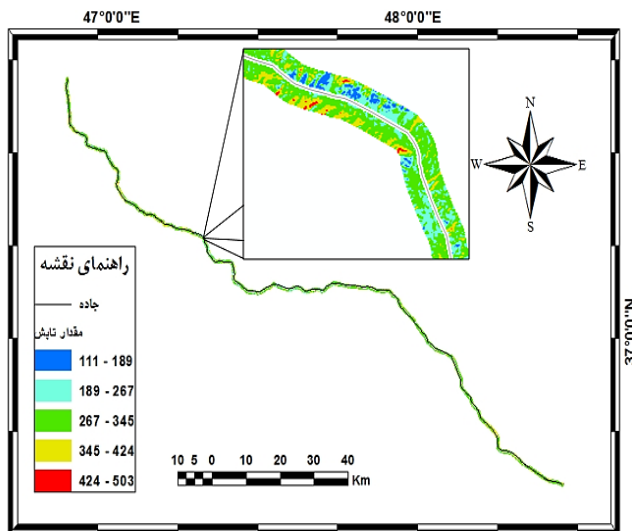 47°0'0"E 48°0'0"E
N
W E
S
37°0'0"N
راهنمای نقشه
جاده
مقدار تابش
111 - 189
189 - 267
267 - 345
345 - 424
424 - 503
10 5 0 10 20 30 40
Km